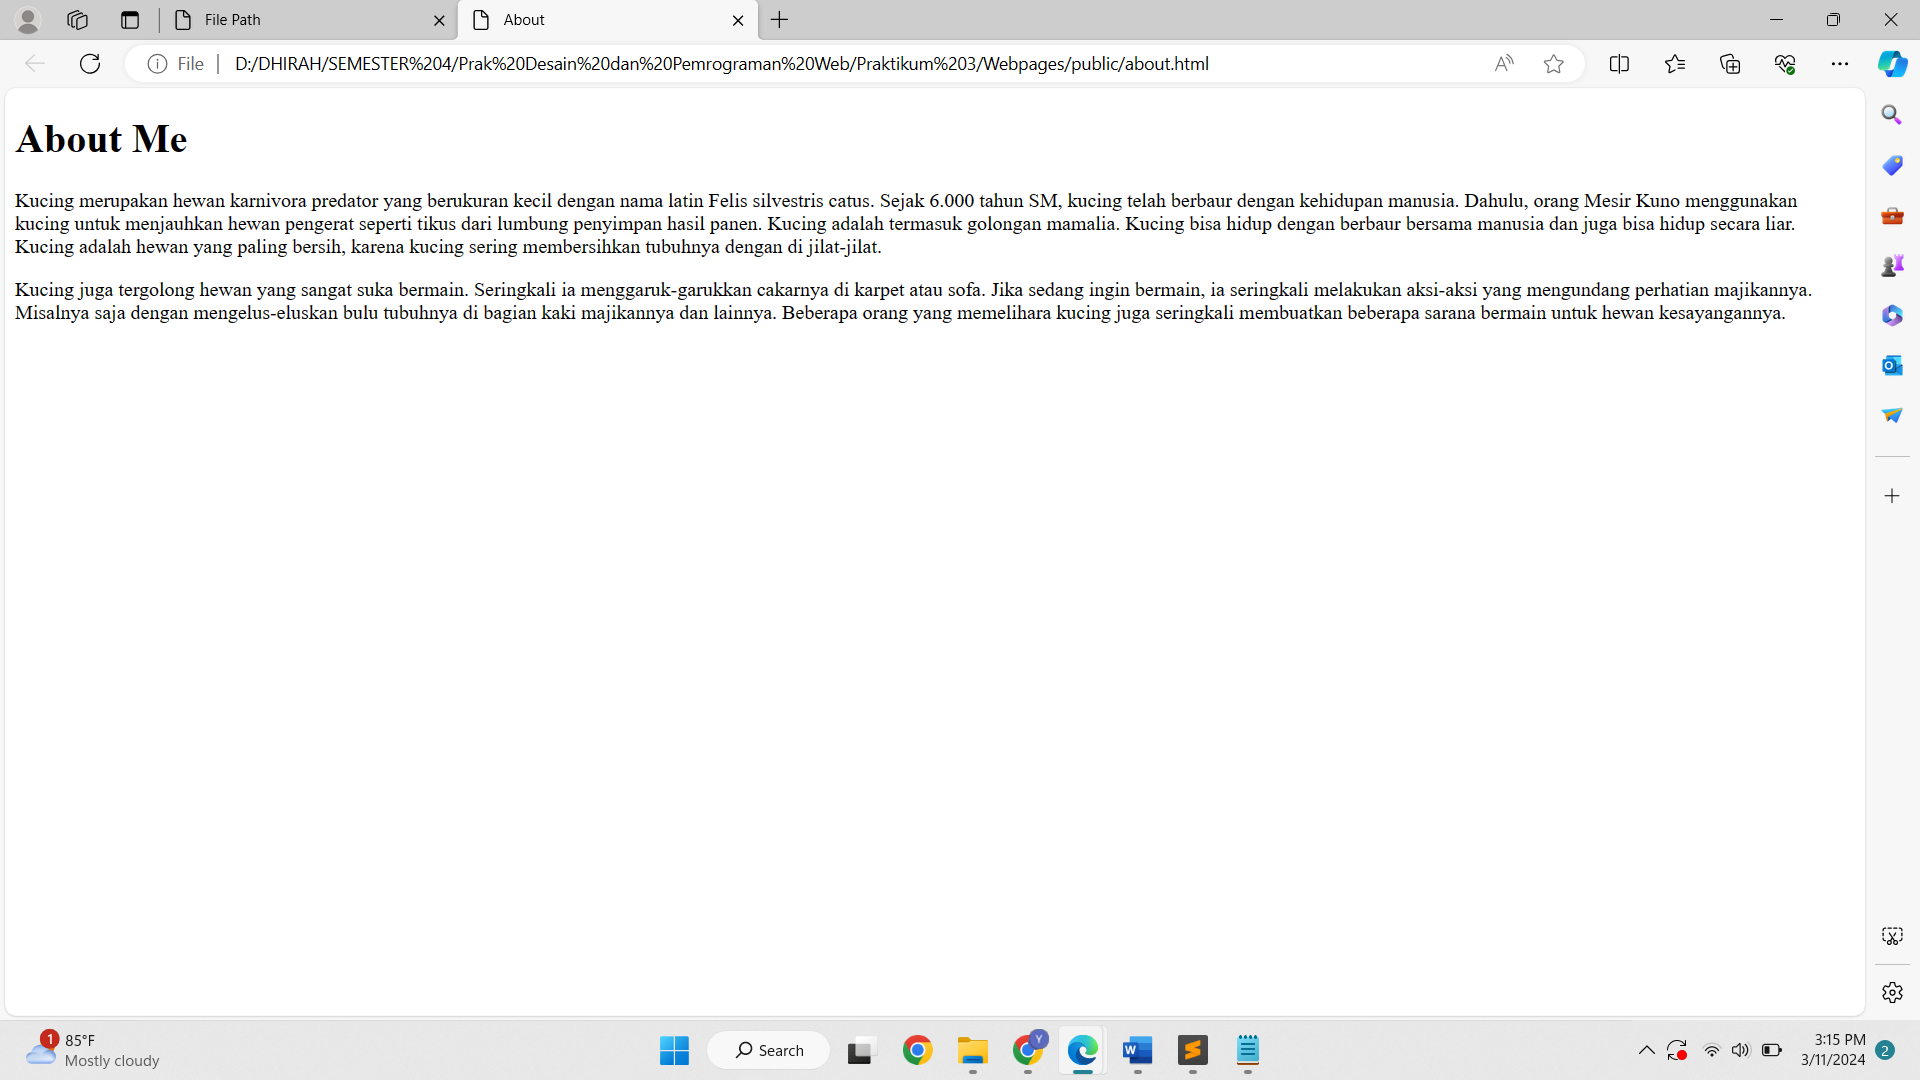 File Path
About
File
D:/DHIRAH/SEMESTER%204/Prak%20Desain%20dan%20Pemrograman%20Web/Praktikum%203/Webpages/public/about.html
About Me
Kucing merupakan hewan karnivora predator yang berukuran kecil dengan nama latin Felis silvestris catus. Sejak 6.000 tahun SM, kucing telah berbaur dengan kehidupan manusia. Dahulu, orang Mesir Kuno menggunakan
kucing untuk menjauhkan hewan pengerat seperti tikus dari lumbung penyimpan hasil panen. Kucing adalah termasuk golongan mamalia. Kucing bisa hidup dengan berbaur bersama manusia dan juga bisa hidup secara liar.
Kucing adalah hewan yang paling bersih, karena kucing sering membersihkan tubuhnya dengan di jilat-jilat.
Kucing juga tergolong hewan yang sangat suka bermain. Seringkali ia menggaruk-garukkan cakarnya di karpet atau sofa. Jika sedang ingin bermain, ia seringkali melakukan aksi-aksi yang mengundang perhatian majikannya.
Misalnya saja dengan mengelus-eluskan bulu tubuhnya di bagian kaki majikannya dan lainnya. Beberapa orang yang memelihara kucing juga seringkali membuatkan beberapa sarana bermain untuk hewan kesayangannya.
1
85°F
Mostly cloudy
Search
Y
3:15 PM
3/11/2024
2